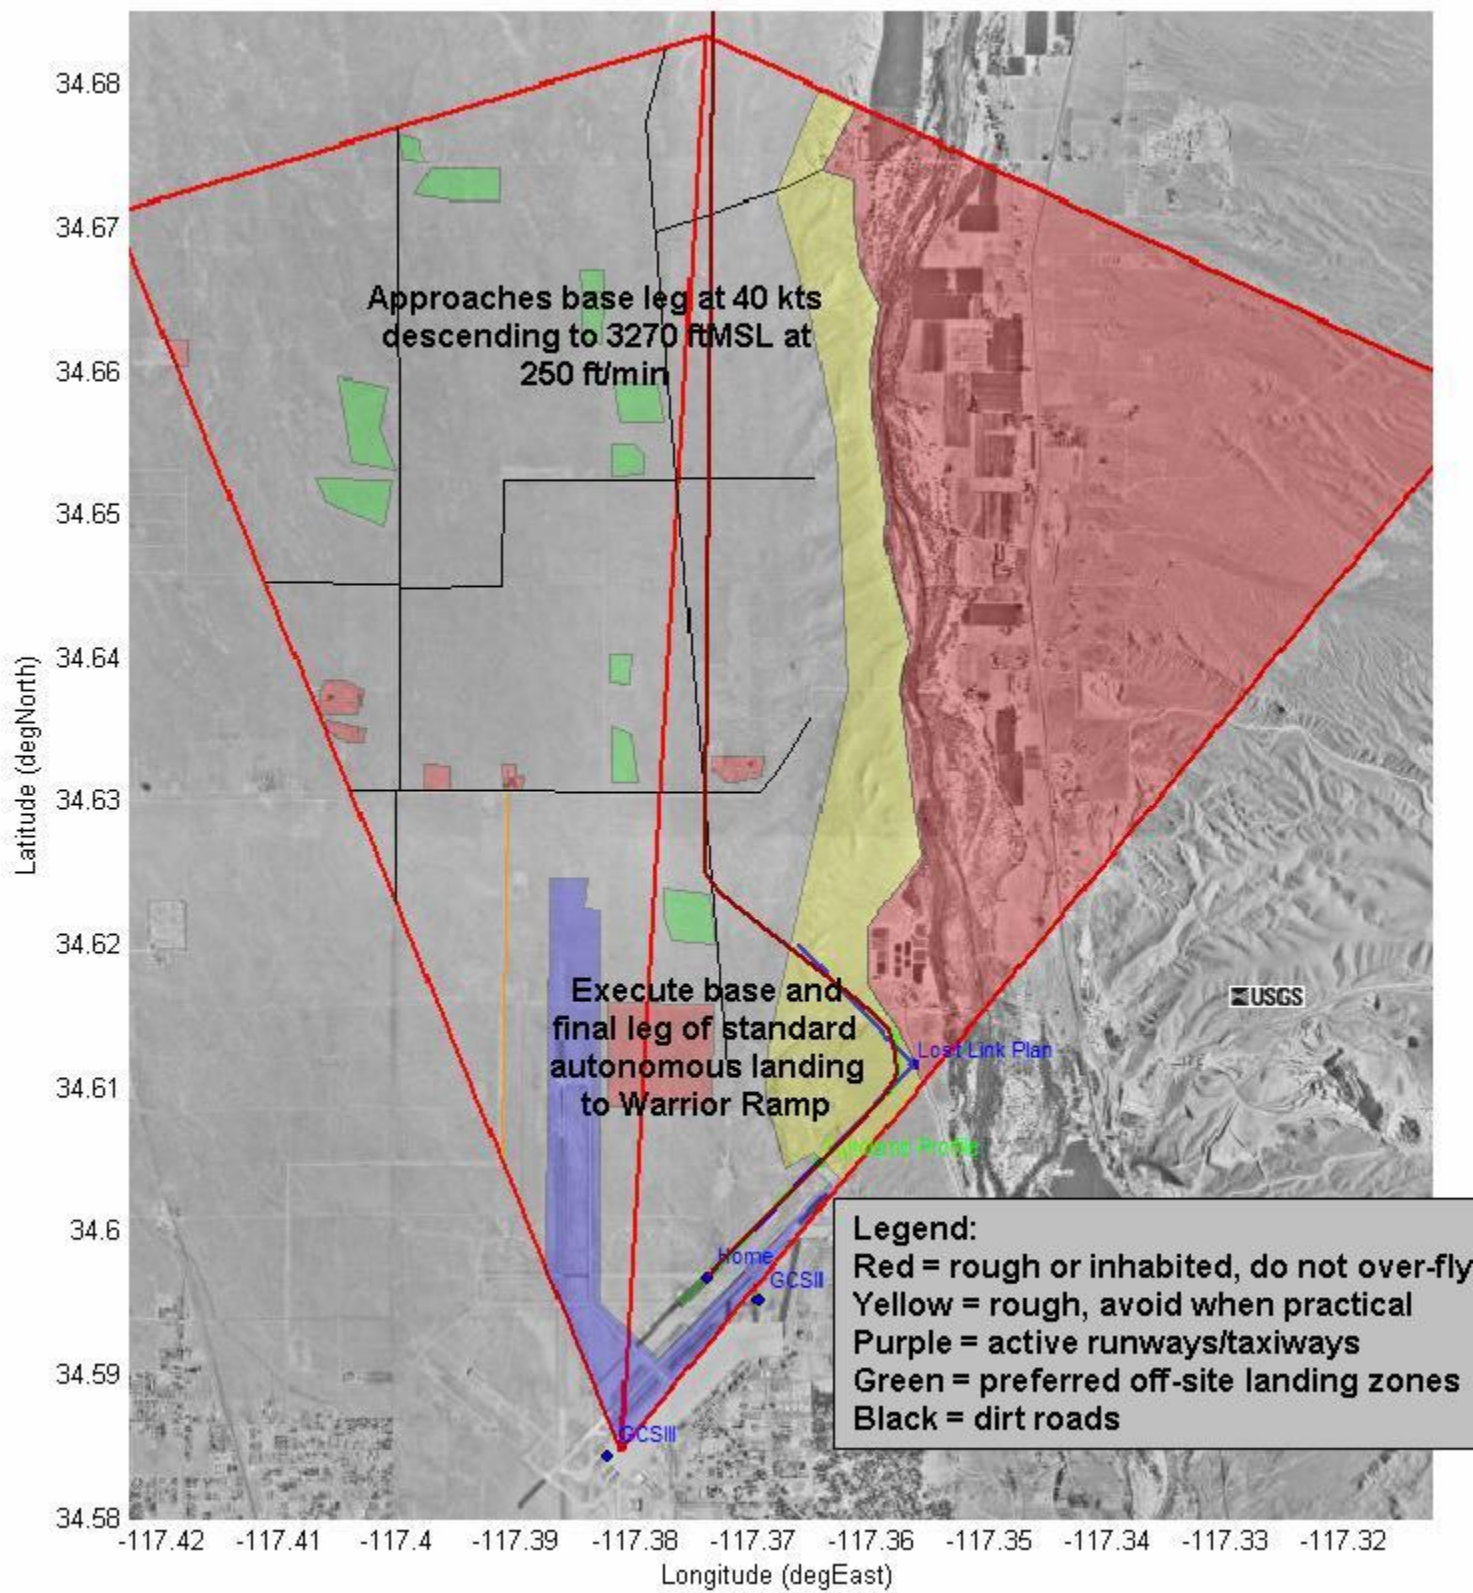 34.68
34.67
34.66
34.65
34.64
34.63
34.62
34.61
34.6
34.59
34.58
Latitude (degNorth)
Approaches base leg at 40 kts
descending to 3270 ftMSL at
250 ft/min
Execute base and
final leg of standard
autonomous landing
to Warrior Ramp
USGS
Lost Link Plan
Profile
Home
GCSII
GCSIII
Legend:
Red = rough or inhabited, do not over-fly
Yellow = rough, avoid when practical
Purple = active runways/taxiways
Green = preferred off-site landing zones
Black = dirt roads
-117.42 -117.41 -117.4 -117.39 -117.38 -117.37 -117.36 -117.35 -117.34 -117.33 -117.32
Longitude (degEast)